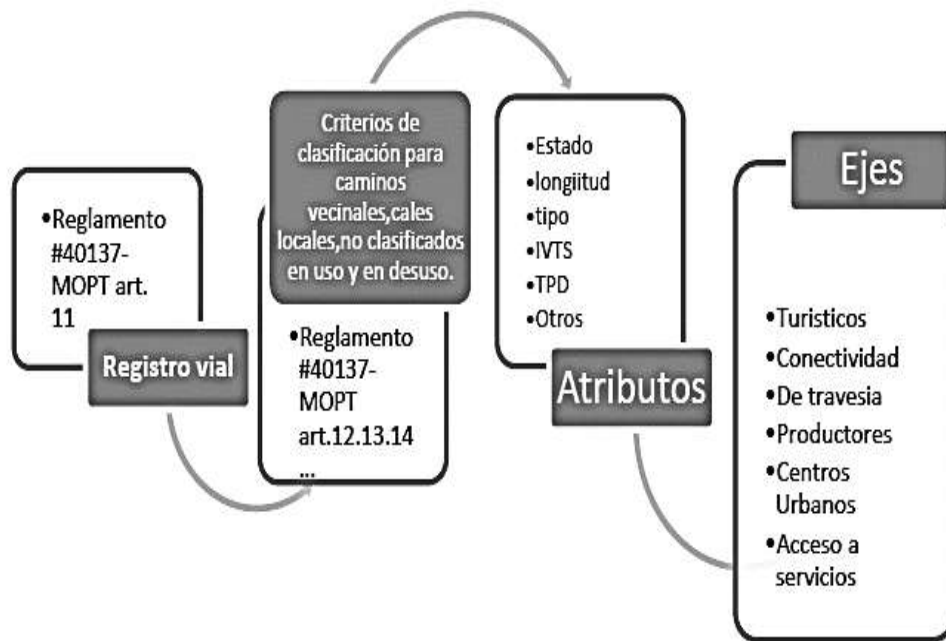 •Reglamento
#40137-
MOPT art.
11
Registro vial
Criterios de
clasificación para
caminos
vecinales,cales
locales,no clasificados
en uso y en desuso.
•Reglamento
#40137-
MOPT
art.12.13.14
...
•Estado
•longiitud
•tipo
•IVTS
•TPD
•Otros
Atributos
Ejes
•Turisticos
•Conectividad
•De travesia
•Productores
•Centros
Urbanos
•Acceso a
servicios